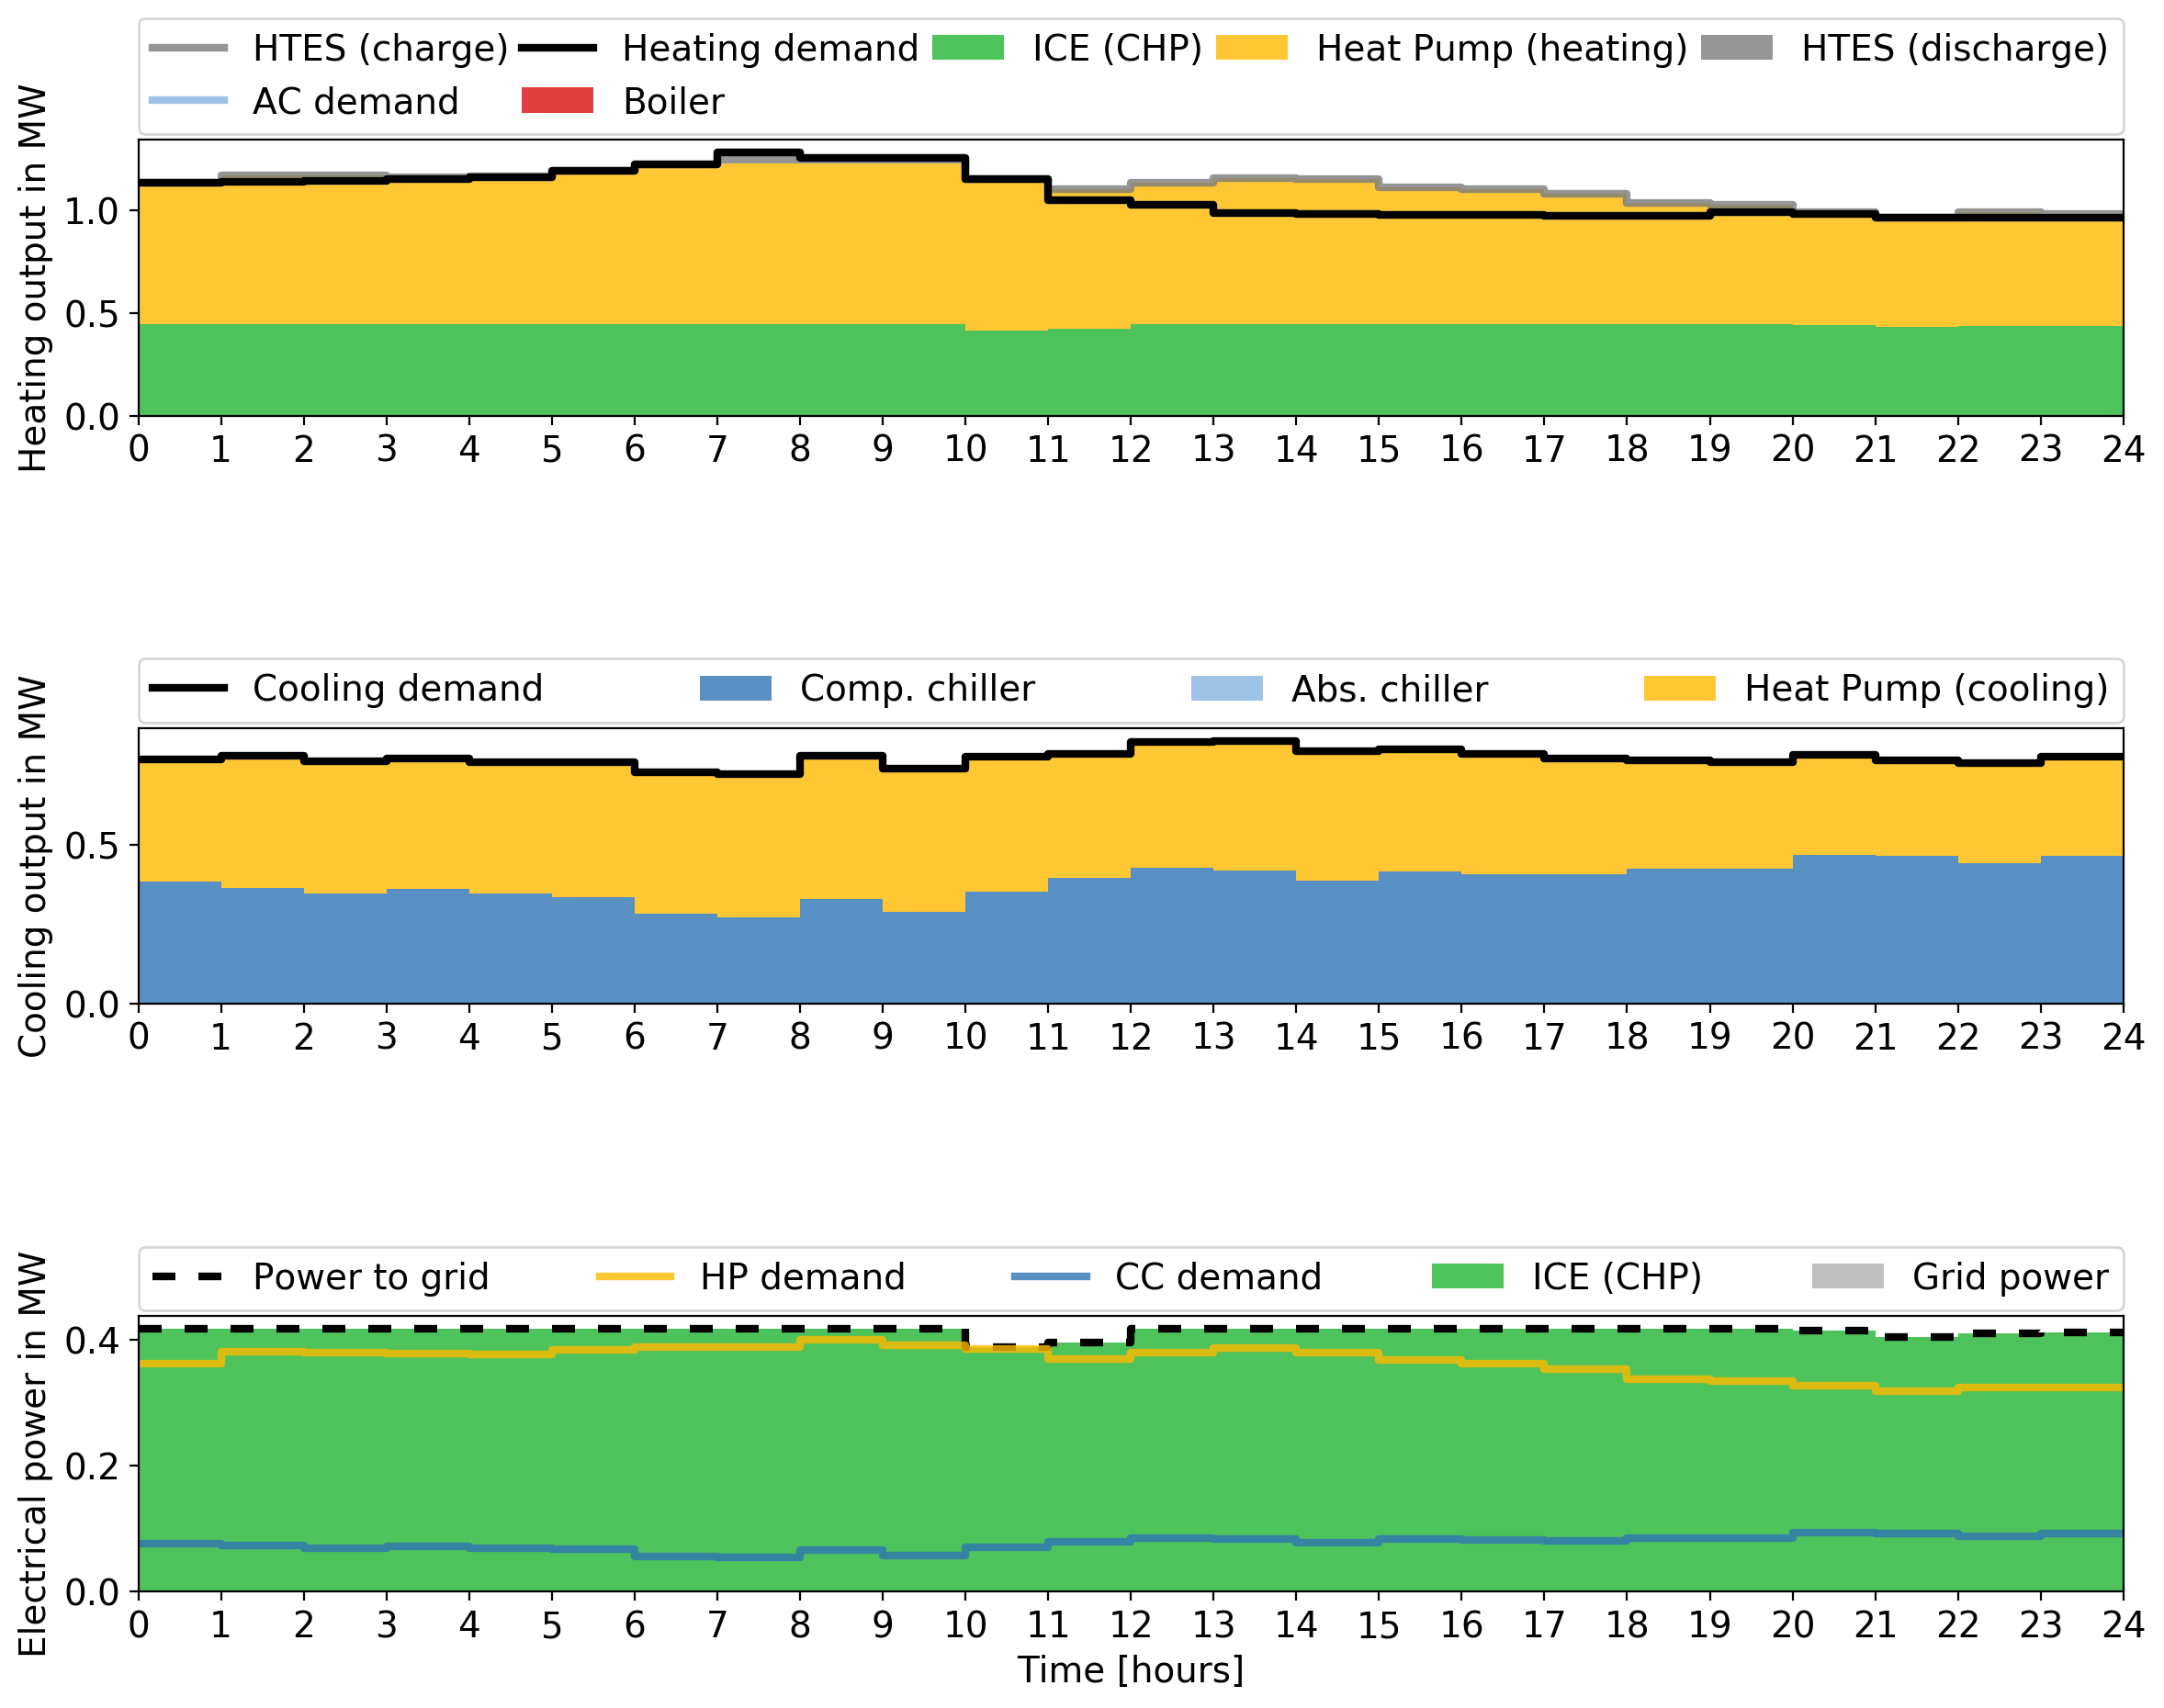 HTES (charge) Heating demand ICE (CHP) Heat Pump (heating) HTES (discharge)
AC demand Boiler
Heating output in MW
1.0
0.5
0.0
0 1 2 3 4 5 6 7 8 9 10 11 12 13 14 15 16 17 18 19 20 21 22 23 24
Cooling demand Comp. chiller Abs. chiller Heat Pump (cooling)
Cooling output in MW
0.5
0.0
0 1 2 3 4 5 6 7 8 9 10 11 12 13 14 15 16 17 18 19 20 21 22 23 24
Power to grid HP demand CC demand ICE (CHP) Grid power
Electrical power in MW
0.4
0.2
0.0
0 1 2 3 4 5 6 7 8 9 10 11 12 13 14 15 16 17 18 19 20 21 22 23 24
Time [hours]